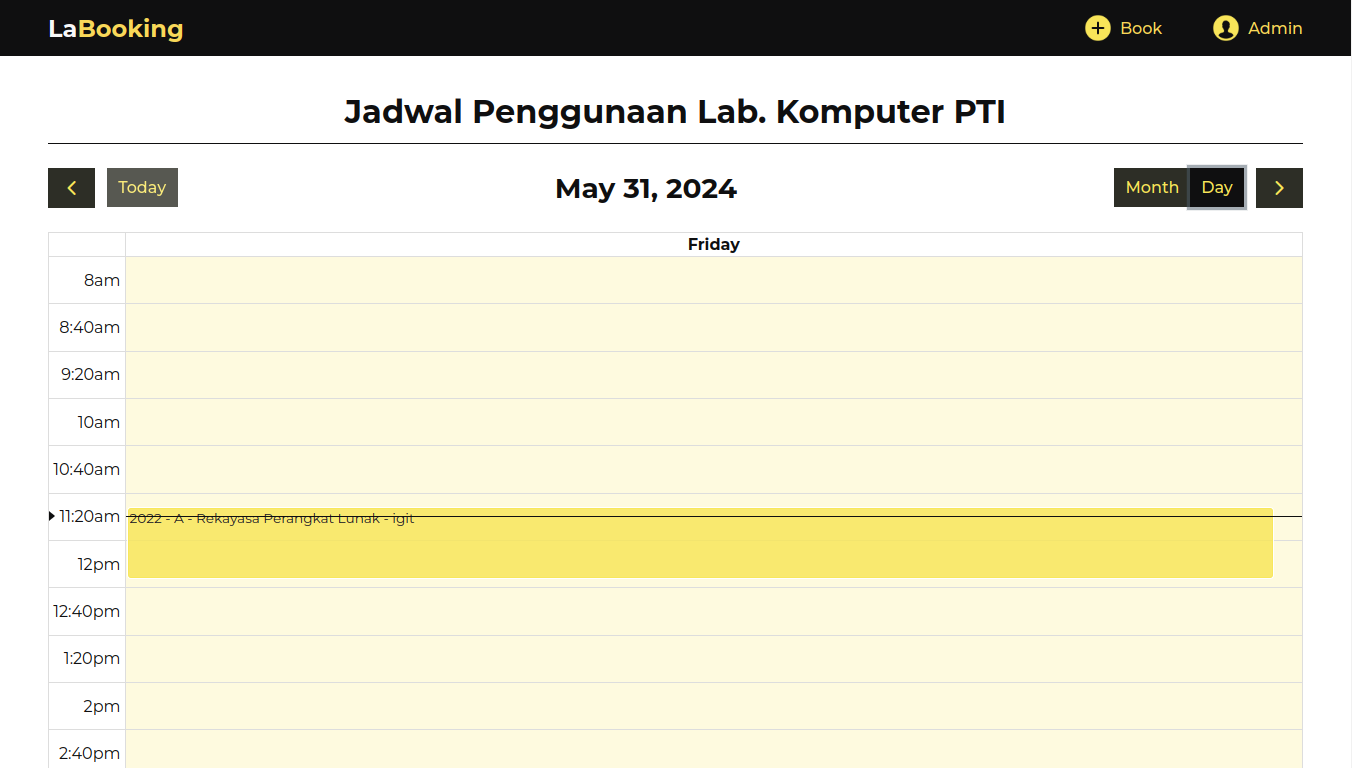 LaBooking
Book
Admin
Jadwal Penggunaan Lab. Komputer PTI
Today
May 31, 2024
Month
Day
Friday
8am
8:40am
9:20am
10am
10:40am
11:20am
2022 - A - Rekayasa Perangkat Lunak - igit
12pm
12:40pm
1:20pm
2pm
2:40pm